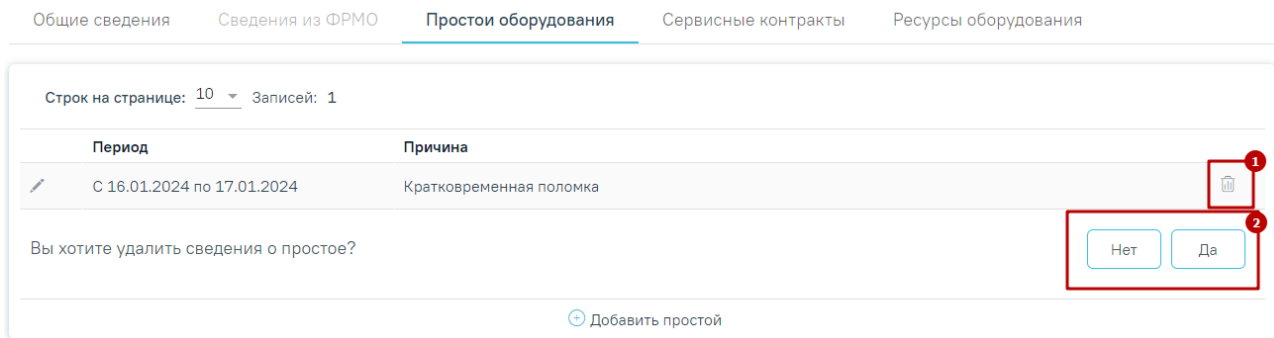 Общие сведения Сведения из ФРМО Простои оборудования Сервисные контракты Ресурсы оборудования
Строк на странице: 10 Записей: 1
Период Причина
1
С 16.01.2024 по 17.01.2024 Кратковременная поломка
2
Вы хотите удалить сведения о простое? Нет Да
Добавить простой